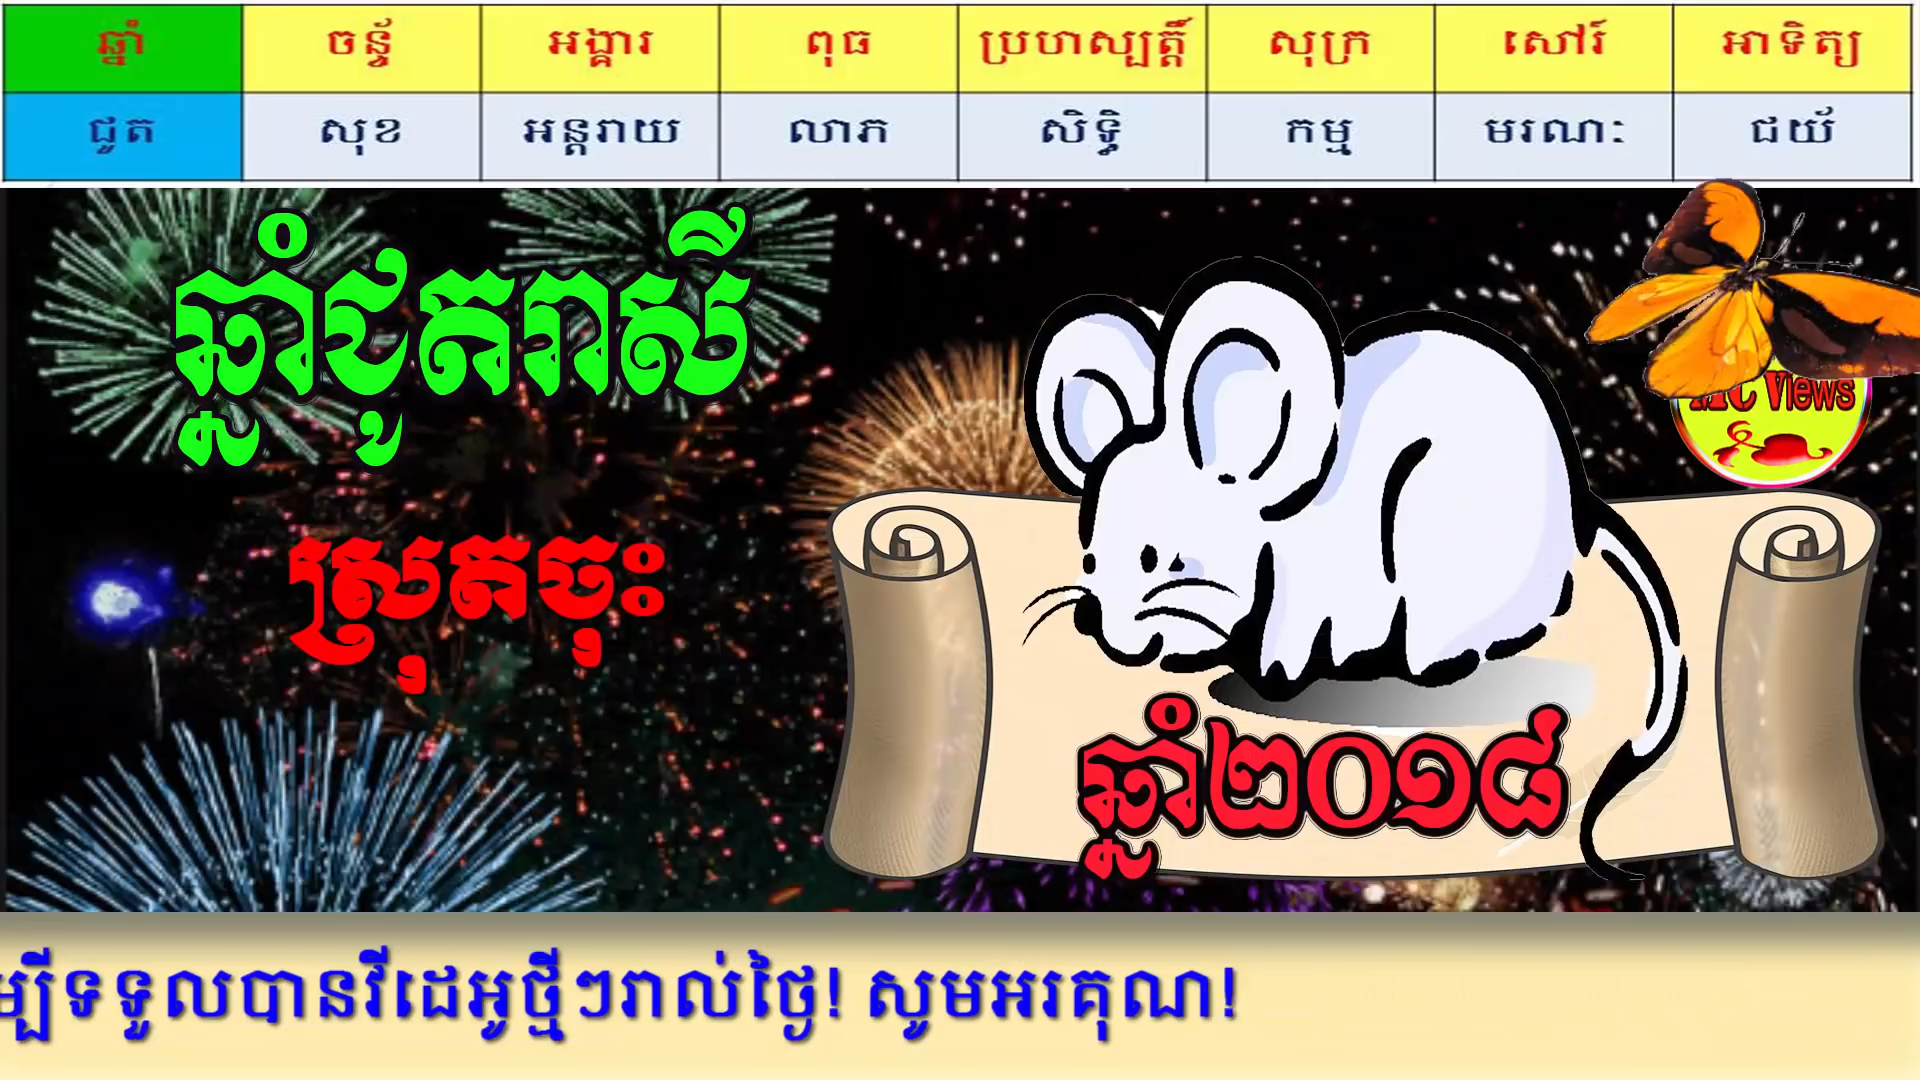 ឆ្នាំ ចន្ទ័ អង្គារ ពុធ ប្រហស្បត្តិ៍ សុក្រ សៅរ៍ អាទិត្យ
ជូត សុខ អន្តរាយ លាភ សិទ្ធិ កម្ម មរណៈ ជយ័
ឆ្នាំជូតរាសី
ស្រុតចុះ
MC Views
ឆ្នាំ២០១៨
ម្បីទទួលបានវីដេអូថ្មីៗរាល់ថ្ងៃ! សូមអរគុណ!